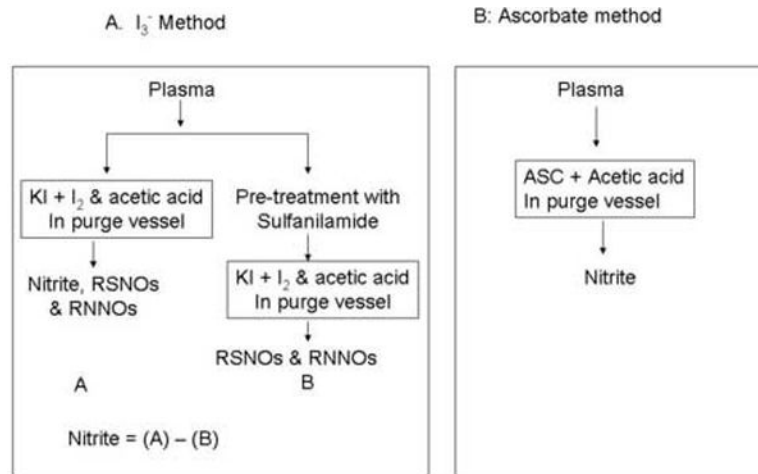 A. I₃⁻ Method
Plasma
KI + I₂ & acetic acid
In purge vessel
Nitrite, RSNOs
& RNNOs
A
Pre-treatment with
Sulfanilamide
KI + I₂ & acetic acid
In purge vessel
RSNOs & RNNOs
B
Nitrite = (A) – (B)
B: Ascorbate method
Plasma
ASC + Acetic acid
In purge vessel
Nitrite